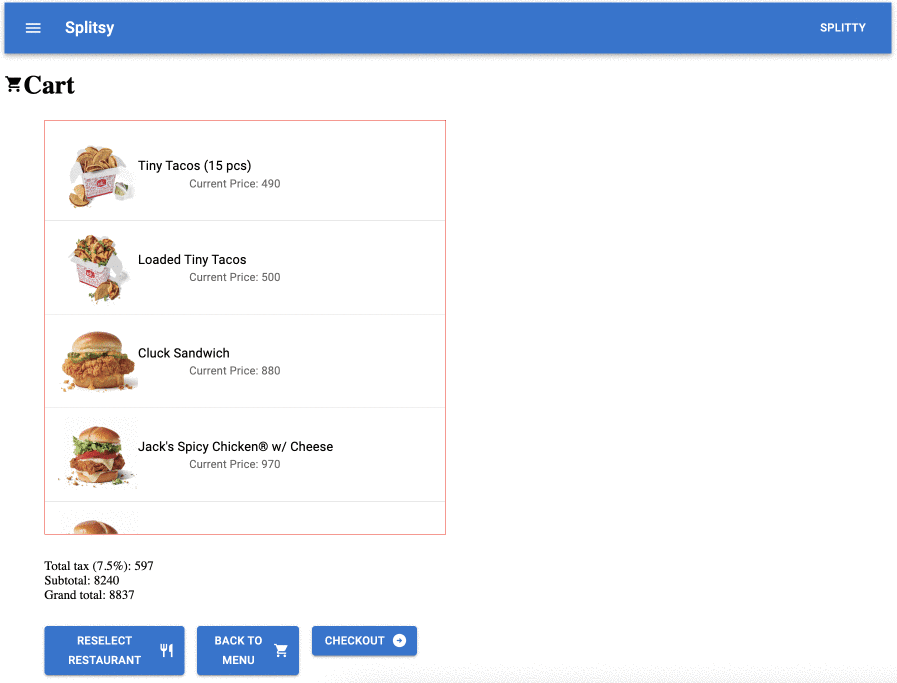 Splitsy
SPLITTY
Cart
Tiny Tacos (15 pcs)
Current Price: 490
Loaded Tiny Tacos
Current Price: 500
Cluck Sandwich
Current Price: 880
Jack's Spicy Chicken® w/ Cheese
Current Price: 970
Total tax (7.5%): 597
Subtotal: 8240
Grand total: 8837
RESELECT
RESTAURANT
BACK TO
MENU
CHECKOUT